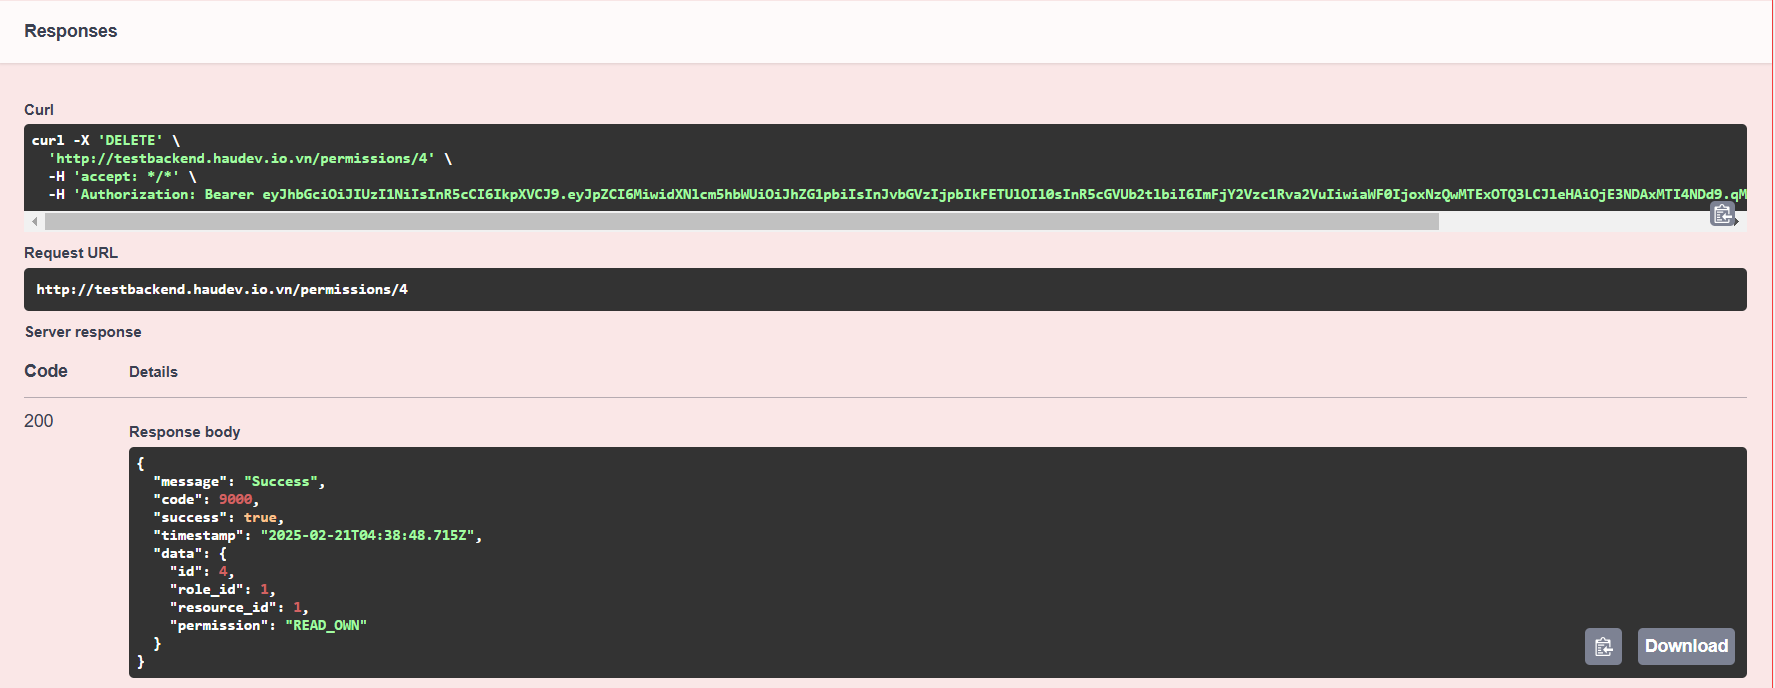 Responses
Curl
curl -X 'DELETE' \
'http://testbackend.haudev.io.vn/permissions/4' \
-H 'accept: */*' \
-H 'Authorization: Bearer eyJhbGciOiJIUzI1NiIsInR5cCI6IkpXVCJ9.eyJpZCI6MiwidXNlcm5hbWUiOiJhZG1pbiIsInJvbGVzIjpbIkFETUlOIl0sInR5cGVUb2tlbiI6ImFjY2Vzc1Rva2VuIiwiaWF0IjoxNzQwMTExOTQ3LCJleHAiOjE3NDAxMTI4NDd9.qM
Request URL
http://testbackend.haudev.io.vn/permissions/4
Server response
Code Details
200
Response body
{
"message": "Success",
"code": 9000,
"success": true,
"timestamp": "2025-02-21T04:38:48.715Z",
"data": {
"id": 4,
"role_id": 1,
"resource_id": 1,
"permission": "READ_OWN"
}
}
Download